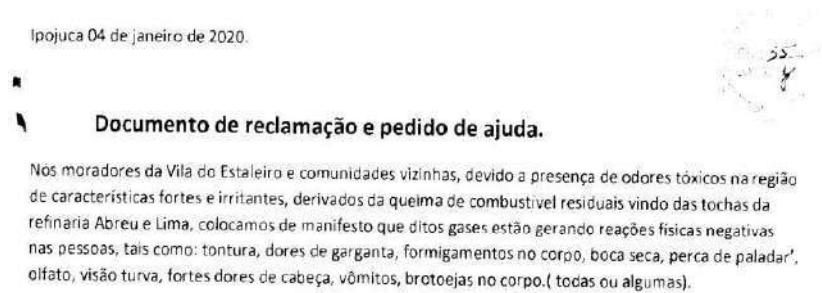 Ipojuca 04 de janeiro de 2020.
35
Documento de reclamação e pedido de ajuda.
Nós moradores da Vila do Estaleiro e comunidades vizinhas, devido a presença de odores tóxicos na região
de características fortes e irritantes, derivados da queima de combustível residuais vindo das tochas da
refinaria Abreu e Lima, colocamos de manifesto que ditos gases estão gerando reações físicas negativas
nas pessoas, tais como: tontura, dores de garganta, formigamentos no corpo, boca seca, perca de paladar',
olfato, visão turva, fortes dores de cabeça, vômitos, brotoejas no corpo.( todas ou algumas).